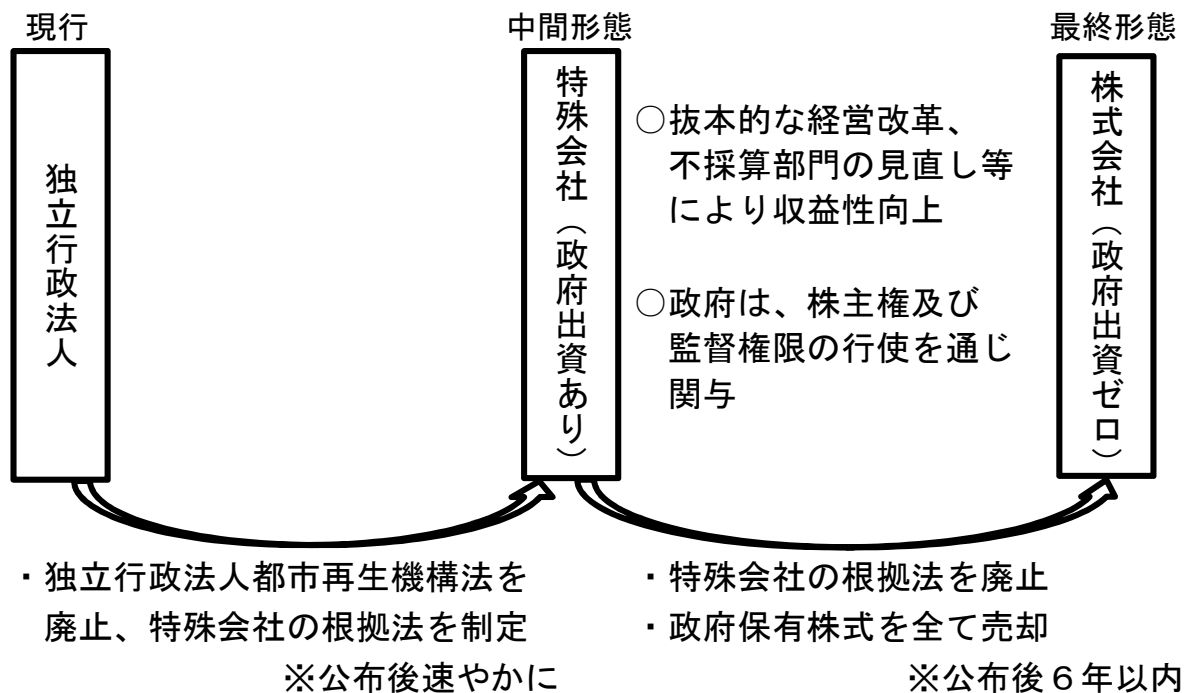 現行
中間形態
最終形態
独立行政法人
特殊会社（政府出資あり）
○抜本的な経営改革、
不採算部門の見直し等
により収益性向上
○政府は、株主権及び
監督権限の行使を通じ
関与
株式会社（政府出資ゼロ）
・独立行政法人都市再生機構法を
廃止、特殊会社の根拠法を制定
※公布後速やかに
・特殊会社の根拠法を廃止
・政府保有株式を全て売却
※公布後６年以内